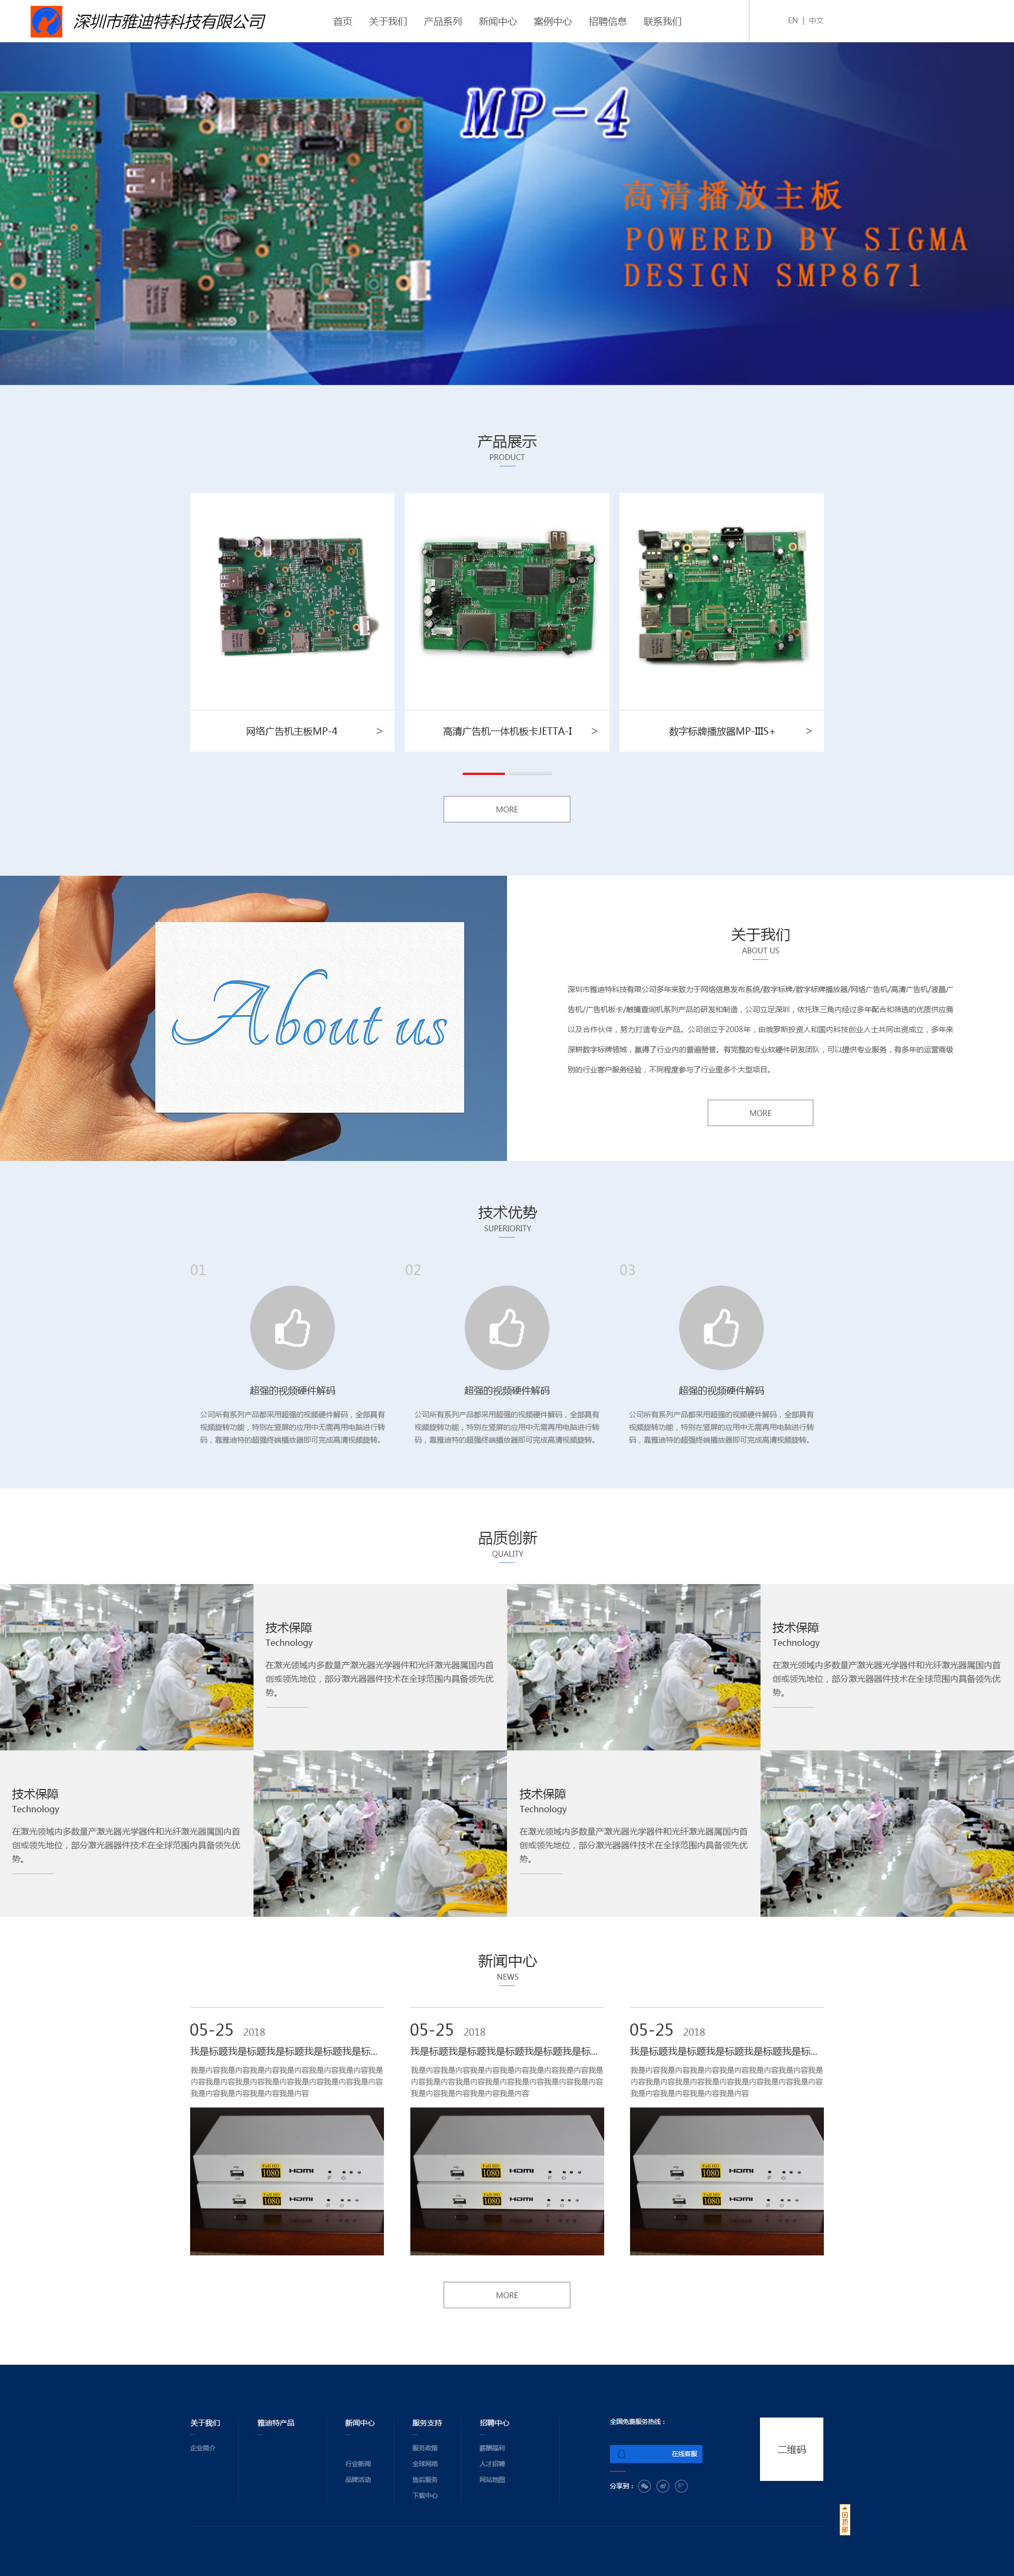 深圳市雅迪特科技有限公司
首页 关于我们 产品系列 新闻中心 案例中心 招聘信息 联系我们
EN | 中文
MP-4
高清播放主板
POWERED BY SIGMA
DESIGN SMP8671
产品展示
PRODUCT
网络广告机主板MP-4 >
高清广告机一体机板卡JETTA-I >
数字标牌播放器MP-IIIS+ >
MORE
About us
关于我们
ABOUT US
深圳市雅迪特科技有限公司多年来致力于网络信息发布系统/数字标牌/数字标牌播放器/网络广告机/高清广告机/液晶广
告机/广告机板卡/触摸查询机系列产品的研发和制造，公司立足深圳，依托珠三角内经过多年配合和筛选的优质供应商
以及合作伙伴，努力打造专业产品。公司创立于2008年，由俄罗斯投资人和国内科技创业人士共同出资成立，多年来
深耕数字标牌领域，赢得了行业内的普遍赞誉。有完整的专业软硬件研发团队，可以提供专业服务，有多年的运营商级
别的行业客户服务经验，不同程度参与了行业里多个大型项目。
MORE
技术优势
SUPERIORITY
01
02
03
超强的视频硬件解码
公司所有系列产品都采用超强的视频硬件解码，全部具有
视频旋转功能，特别在竖屏的应用中无需再用电脑进行转
码，靠雅迪特的超强终端播放器即可完成高清视频旋转。
超强的视频硬件解码
公司所有系列产品都采用超强的视频硬件解码，全部具有
视频旋转功能，特别在竖屏的应用中无需再用电脑进行转
码，靠雅迪特的超强终端播放器即可完成高清视频旋转。
超强的视频硬件解码
公司所有系列产品都采用超强的视频硬件解码，全部具有
视频旋转功能，特别在竖屏的应用中无需再用电脑进行转
码，靠雅迪特的超强终端播放器即可完成高清视频旋转。
品质创新
QUALITY
技术保障
Technology
在激光领域内多数量产激光器光学器件和光纤激光器属国内首
创或领先地位，部分激光器器件技术在全球范围内具备领先优
势。
技术保障
Technology
在激光领域内多数量产激光器光学器件和光纤激光器属国内首
创或领先地位，部分激光器器件技术在全球范围内具备领先优
势。
技术保障
Technology
在激光领域内多数量产激光器光学器件和光纤激光器属国内首
创或领先地位，部分激光器器件技术在全球范围内具备领先优
势。
技术保障
Technology
在激光领域内多数量产激光器光学器件和光纤激光器属国内首
创或领先地位，部分激光器器件技术在全球范围内具备领先优
势。
新闻中心
NEWS
05-25 2018
我是标题我是标题我是标题我是标题我是标...
我是内容我是内容我是内容我是内容我是内容我是内容我是
内容我是内容我是内容我是内容我是内容我是内容我是内容
我是内容我是内容我是内容我是内容
05-25 2018
我是标题我是标题我是标题我是标题我是标...
我是内容我是内容我是内容我是内容我是内容我是内容我是
内容我是内容我是内容我是内容我是内容我是内容我是内容
我是内容我是内容我是内容我是内容
05-25 2018
我是标题我是标题我是标题我是标题我是标...
我是内容我是内容我是内容我是内容我是内容我是内容我是
内容我是内容我是内容我是内容我是内容我是内容我是内容
我是内容我是内容我是内容我是内容
1080 HDMI
1080 HDMI
1080 HDMI
1080 HDMI
1080 HDMI
1080 HDMI
MORE
关于我们
企业简介
雅迪特产品
新闻中心
行业新闻
品牌活动
服务支持
服务政策
全球网络
售后服务
下载中心
招聘中心
薪酬福利
人才招聘
网站地图
全国免费服务热线：
在线客服
分享到：
二维码
回顶部